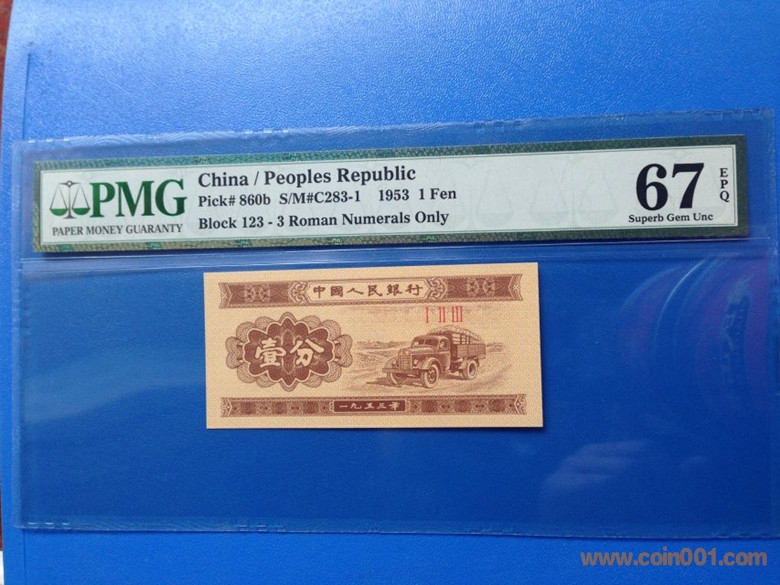 PMG
PAPER MONEY GUARANTY
China / Peoples Republic
Pick# 860b S/M#C283-1 1953 1 Fen
Block 123 - 3 Roman Numerals Only
67
EPQ
Superb Gem Unc
中國人民銀行
I II III
壹分
一九五三年
www.coin001.com